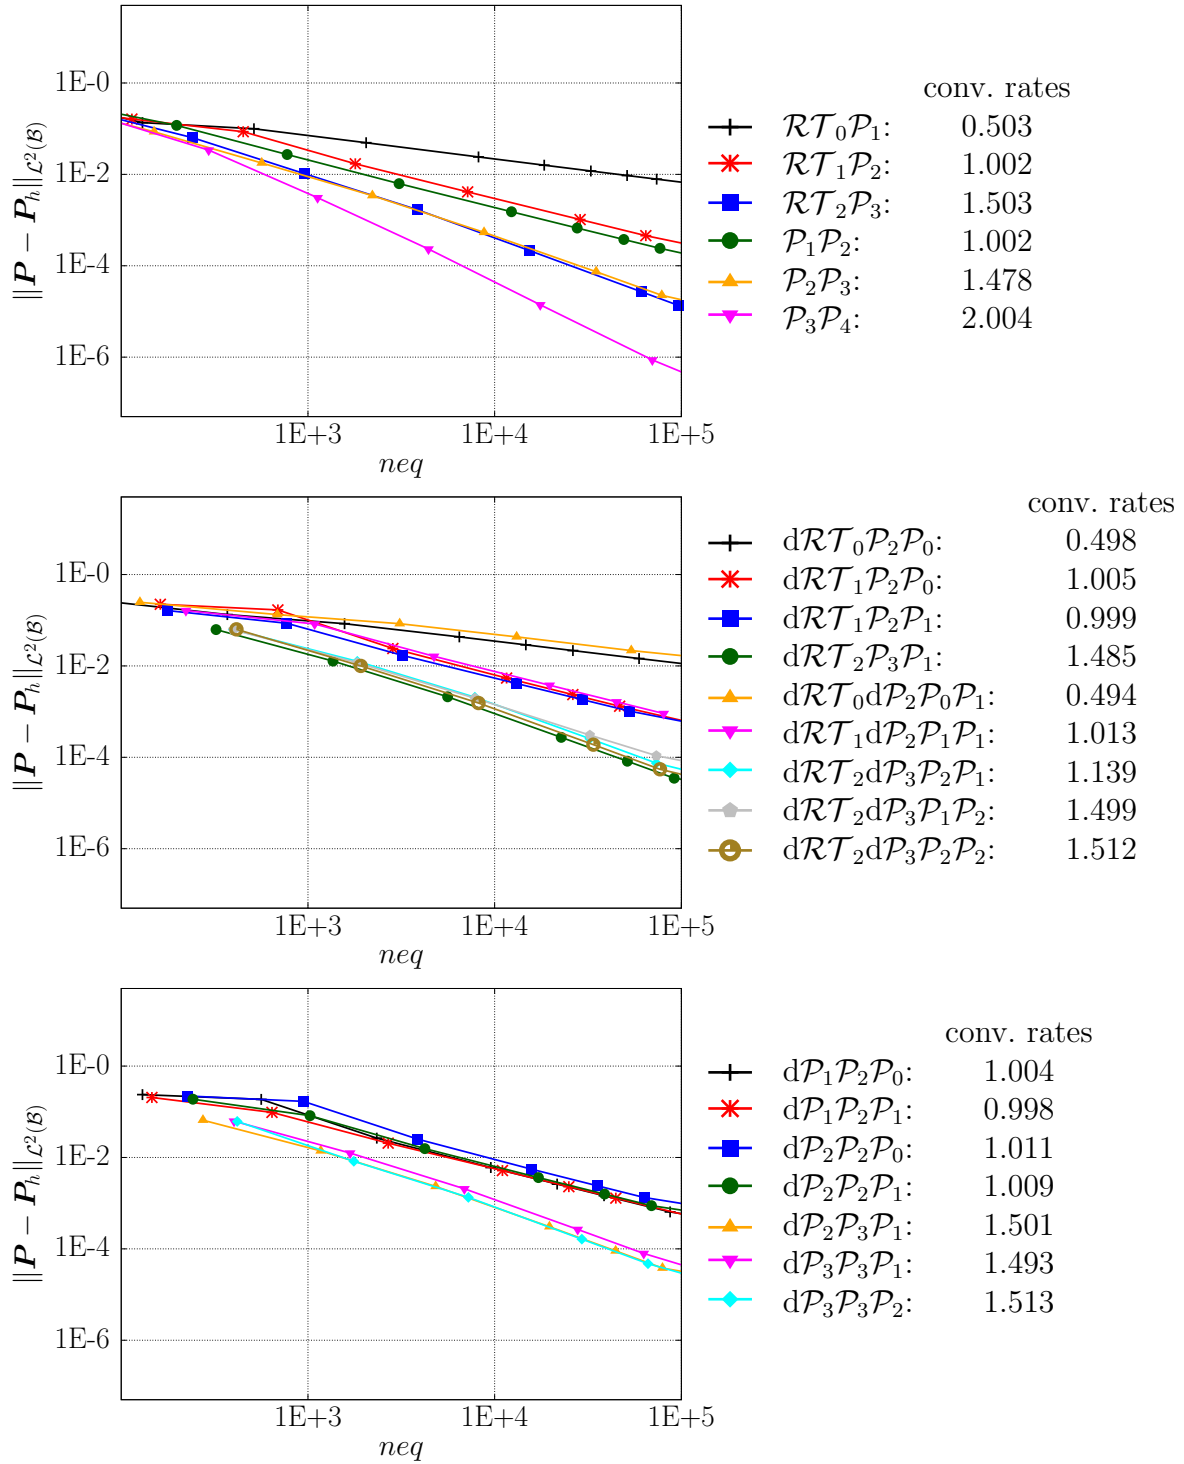 conv. rates
1E-0
RT₀P₁: 0.503
RT₁P₂: 1.002
1E-2
RT₂P₃: 1.503
P₁P₂: 1.002
1E-4
P₂P₃: 1.478
P₃P₄: 2.004
1E-6
‖P − Pₕ‖_{L²(B)}
1E+3 1E+4 1E+5
neq
conv. rates
dRT₀P₂P₀: 0.498
1E-0
dRT₁P₂P₀: 1.005
dRT₁P₂P₁: 0.999
1E-2
dRT₂P₃P₁: 1.485
dRT₀dP₂P₀P₁: 0.494
dRT₁dP₂P₁P₁: 1.013
1E-4
dRT₂dP₃P₂P₁: 1.139
dRT₂dP₃P₁P₂: 1.499
1E-6
dRT₂dP₃P₂P₂: 1.512
‖P − Pₕ‖_{L²(B)}
1E+3 1E+4 1E+5
neq
conv. rates
1E-0
dP₁P₂P₀: 1.004
dP₁P₂P₁: 0.998
1E-2
dP₂P₂P₀: 1.011
dP₂P₂P₁: 1.009
dP₂P₃P₁: 1.501
1E-4
dP₃P₃P₁: 1.493
dP₃P₃P₂: 1.513
1E-6
‖P − Pₕ‖_{L²(B)}
1E+3 1E+4 1E+5
neq